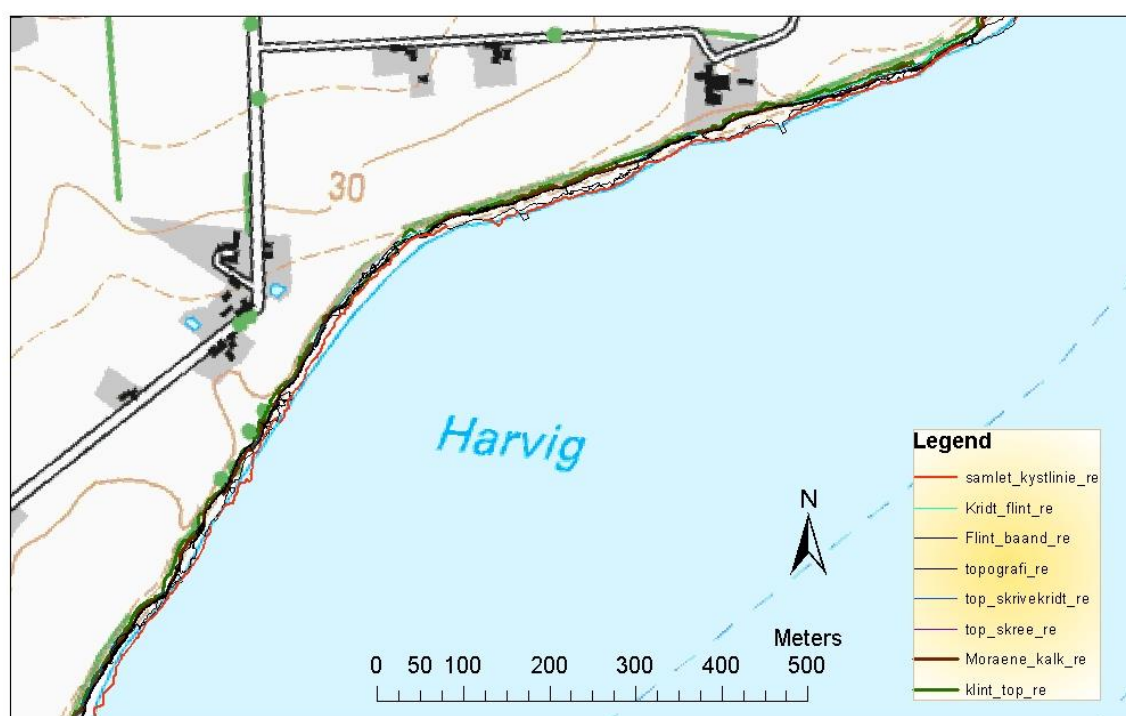 30
Harvig
N
Meters
0 50 100 200 300 400 500
Legend
samlet_kystlinie_re
Kridt_flint_re
Flint_baand_re
topografi_re
top_skrivekridt_re
top_skree_re
Moraene_kalk_re
klint_top_re